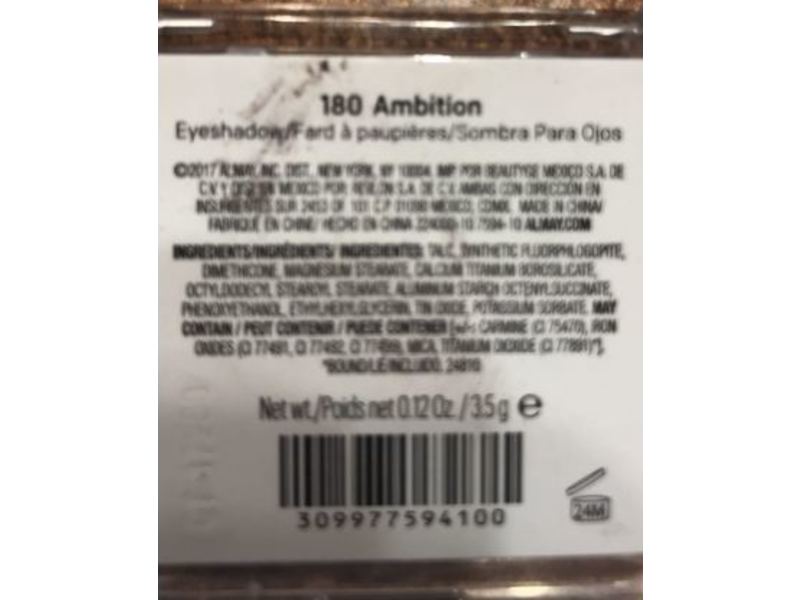 180 Ambition
Eyeshadow/Fard à paupières/Sombra Para Ojos
©2017 ALMAY, INC. DIST., NEW YORK, NY 10004. IMP. POR BEAUTYGE MEXICO S.A. DE
C.V. Y DIST. EN MEXICO POR REVLON S.A. DE C.V. AMBAS CON DIRECCIÓN EN
INSURGENTES SUR MEXICO, CDMX. MADE IN CHINA/
FABRIQUÉ EN CHINE/ HECHO EN CHINA ALMAY.COM
INGREDIENTS/INGRÉDIENTS/ INGREDIENTES: TALC, SYNTHETIC FLUORPHLOGOPITE,
DIMETHICONE, MAGNESIUM STEARATE, CALCIUM TITANIUM BOROSILICATE,
OCTYLDODECYL STEAROYL STEARATE, ALUMINUM STARCH OCTENYLSUCCINATE,
PHENOXYETHANOL, ETHYLHEXYLGLYCERIN, TIN OXIDE, POTASSIUM SORBATE. MAY
CONTAIN / PEUT CONTENIR / PUEDE CONTENER [+/-: CARMINE (CI 75470), IRON
OXIDES (CI 77491, CI 77492, CI 77499), MICA, TITANIUM DIOXIDE (CI 77891)*].
24810
Net wt./Poids net 0.12 Oz. / 3.5 g e
309977594100
24M